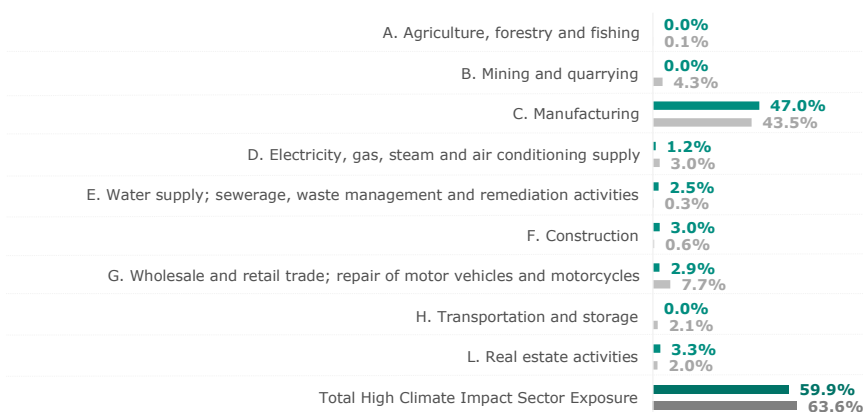 A. Agriculture, forestry and fishing 0.0%
0.1%
B. Mining and quarrying 0.0%
4.3%
C. Manufacturing 47.0%
43.5%
D. Electricity, gas, steam and air conditioning supply 1.2%
3.0%
E. Water supply; sewerage, waste management and remediation activities 2.5%
0.3%
F. Construction 3.0%
0.6%
G. Wholesale and retail trade; repair of motor vehicles and motorcycles 2.9%
7.7%
H. Transportation and storage 0.0%
2.1%
L. Real estate activities 3.3%
2.0%
Total High Climate Impact Sector Exposure 59.9%
63.6%